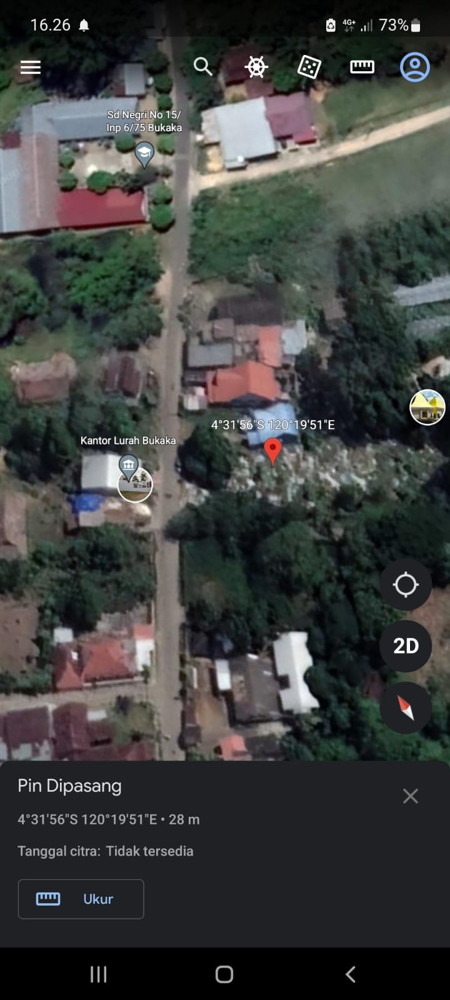 16.26
4G+
73%
Sd Negri No 15/
Inp 6/75 Bukaka
4°31'56"S 120°19'51"E
Kantor Lurah Bukaka
2D
Pin Dipasang
4°31'56"S 120°19'51"E • 28 m
Tanggal citra: Tidak tersedia
Ukur